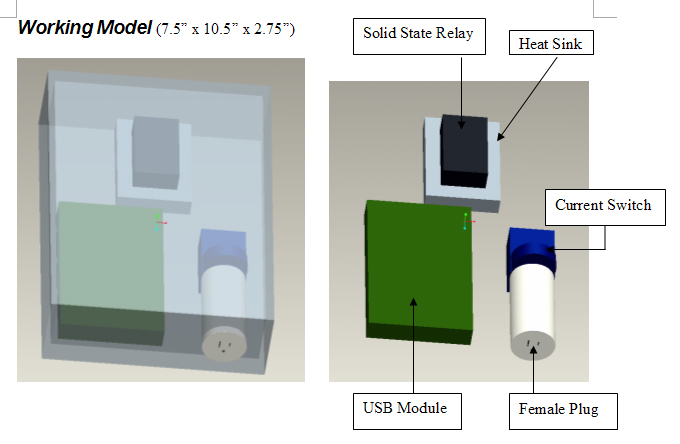 Working Model (7.5” x 10.5” x 2.75”)
Solid State Relay
Heat Sink
Current Switch
USB Module
Female Plug